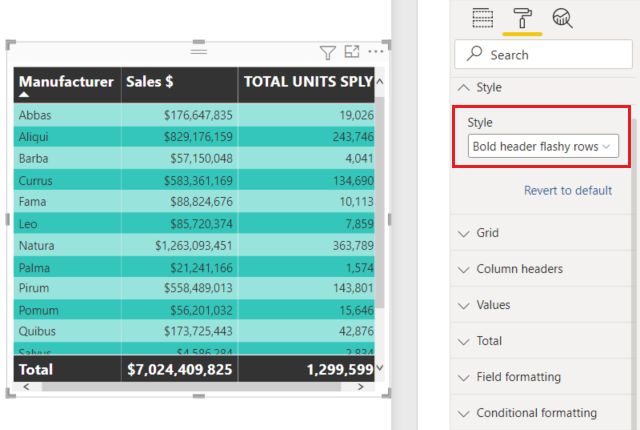 Manufacturer Sales $ TOTAL UNITS SPLY
Abbas $176,647,835 19,026
Aliqui $829,176,159 243,746
Barba $57,150,048 4,041
Currus $583,361,169 134,690
Fama $88,824,676 10,113
Leo $85,720,374 7,859
Natura $1,263,093,451 363,789
Palma $21,241,166 1,574
Pirum $558,489,013 143,801
Pomum $56,201,032 15,646
Quibus $173,725,443 42,876
Salvus $4,586,284 2,834
Total $7,024,409,825 1,299,599
Search
Style
Style
Bold header flashy rows
Revert to default
Grid
Column headers
Values
Total
Field formatting
Conditional formatting